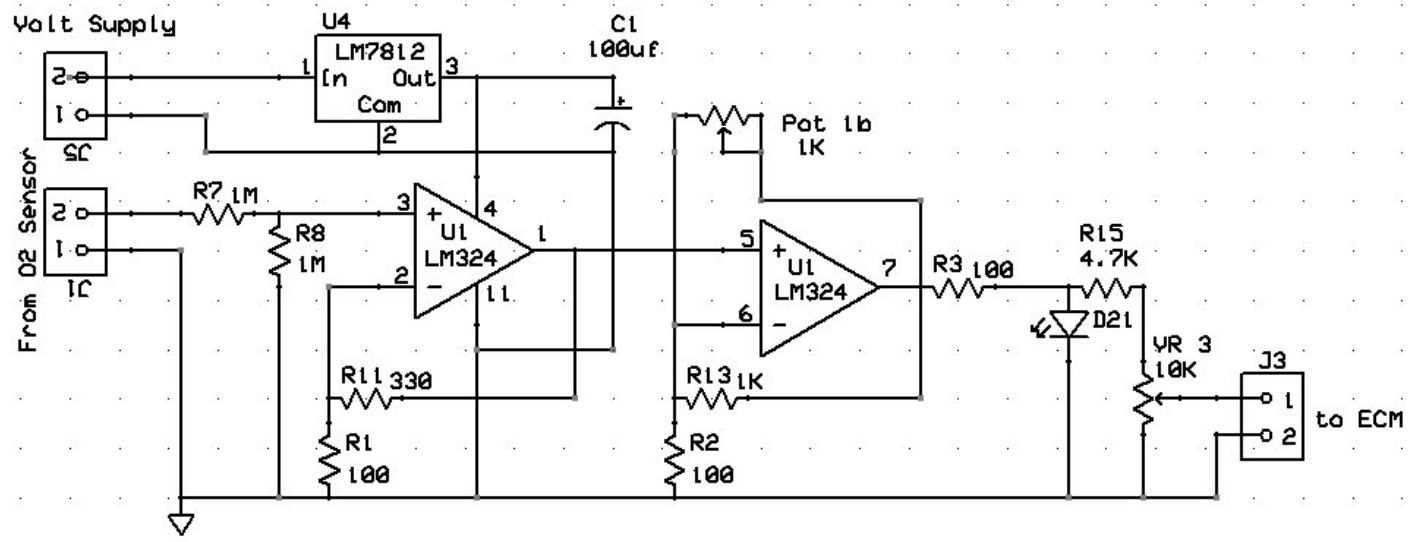 Volt Supply
U4
C1
100uf
LM7812
1 In Out 3
Com
2
2
1
J5
Pot 1b
1K
From O2 Sensor
2
1
J1
R7 1M
R8
1M
3 + 4
U1
LM324
1
2 - 11
5 +
U1
LM324
7
6 -
R3 100
R15
4.7K
D21
VR 3
10K
J3
1
2
to ECM
R11 330
R13 1K
R1
100
R2
100
+